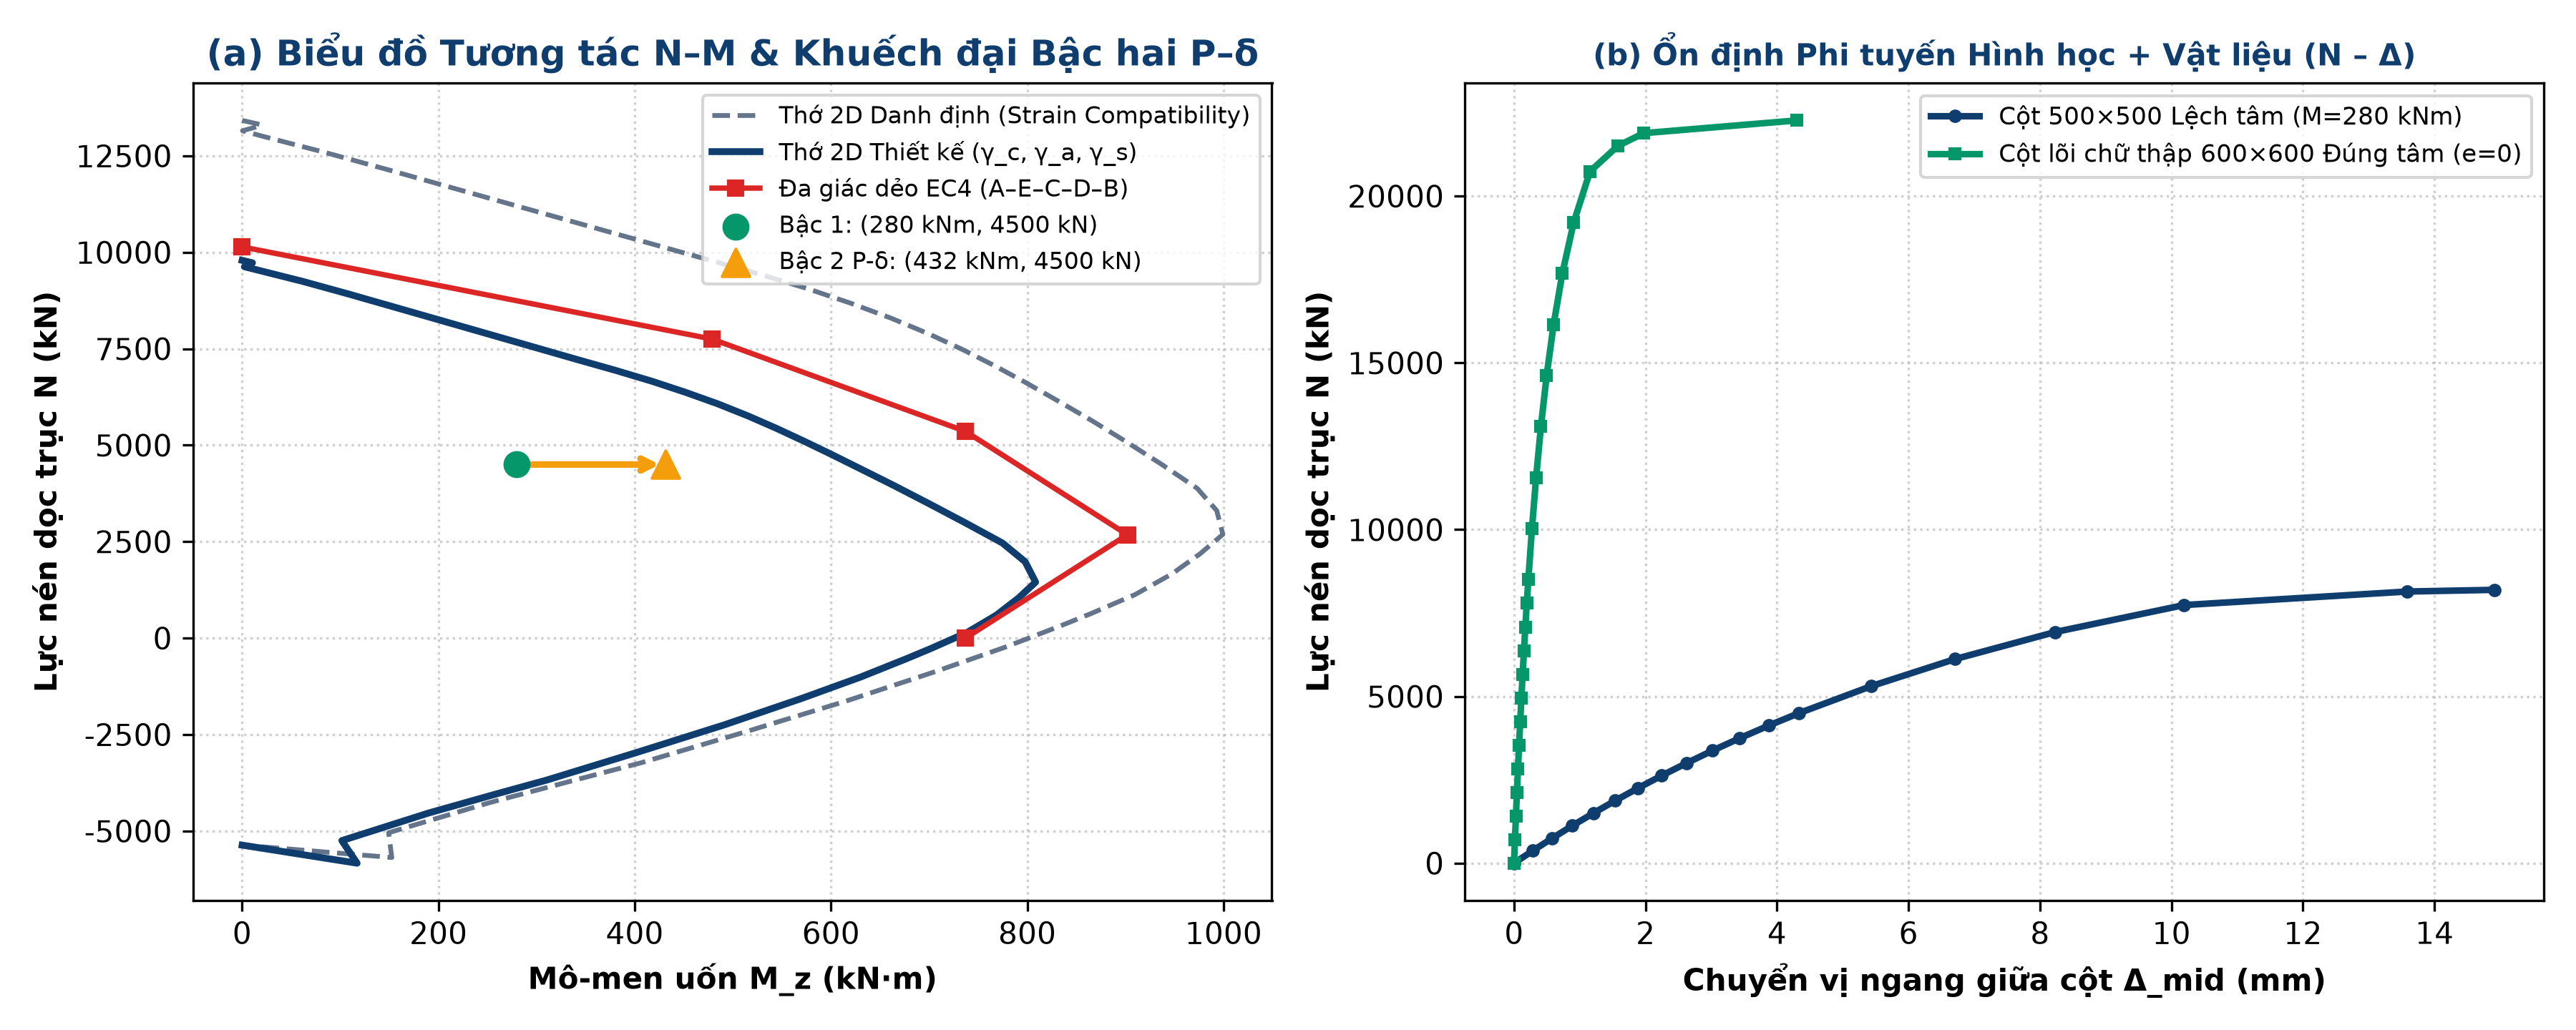 (a) Biểu đồ Tương tác N–M & Khuếch đại Bậc hai P–δ
Lực nén dọc trục N (kN)
12500
10000
7500
5000
2500
0
-2500
-5000
Thớ 2D Danh định (Strain Compatibility)
Thớ 2D Thiết kế (γ_c, γ_a, γ_s)
Đa giác dẻo EC4 (A–E–C–D–B)
Bậc 1: (280 kNm, 4500 kN)
Bậc 2 P-δ: (432 kNm, 4500 kN)
0 200 400 600 800 1000
Mô-men uốn M_z (kN·m)
(b) Ổn định Phi tuyến Hình học + Vật liệu (N – Δ)
Lực nén dọc trục N (kN)
20000
15000
10000
5000
0
Cột 500×500 Lệch tâm (M=280 kNm)
Cột lõi chữ thập 600×600 Đúng tâm (e=0)
0 2 4 6 8 10 12 14
Chuyển vị ngang giữa cột Δ_mid (mm)